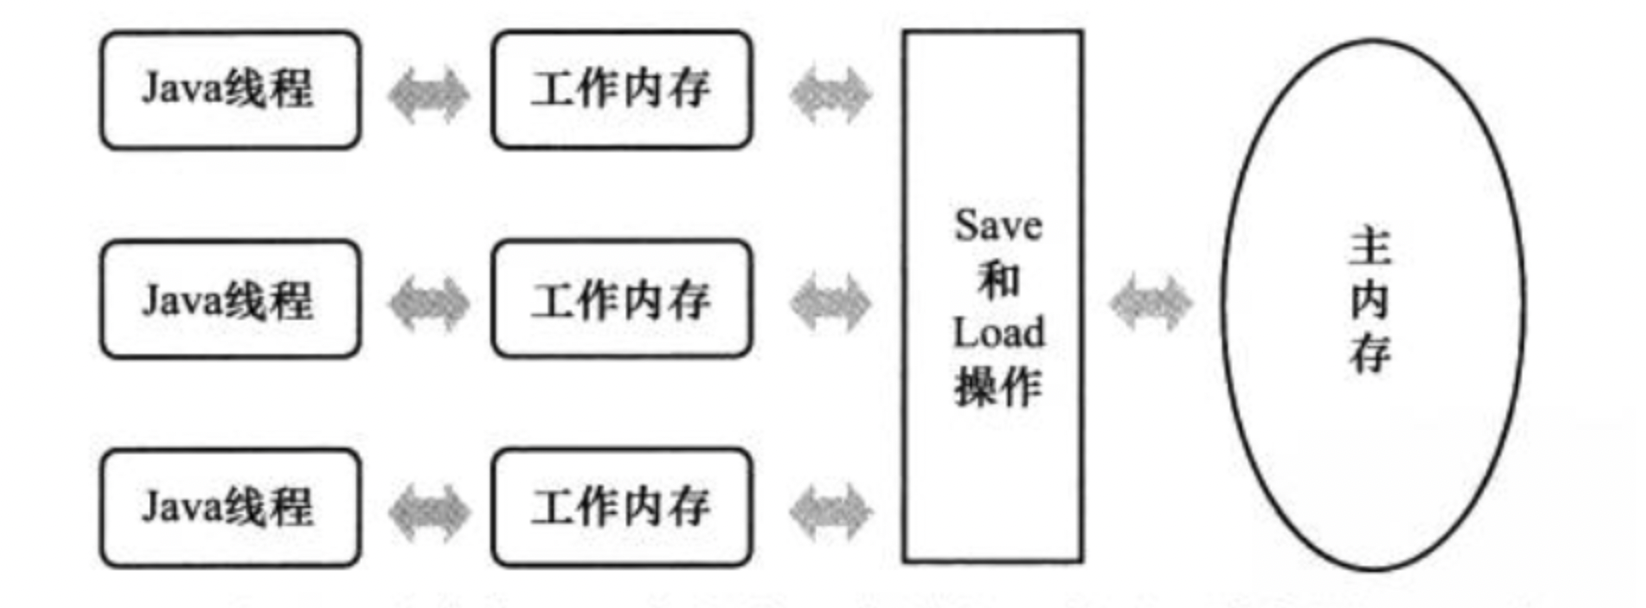 Java线程
工作内存
Java线程
工作内存
Java线程
工作内存
Save
和
Load
操作
主
内
存